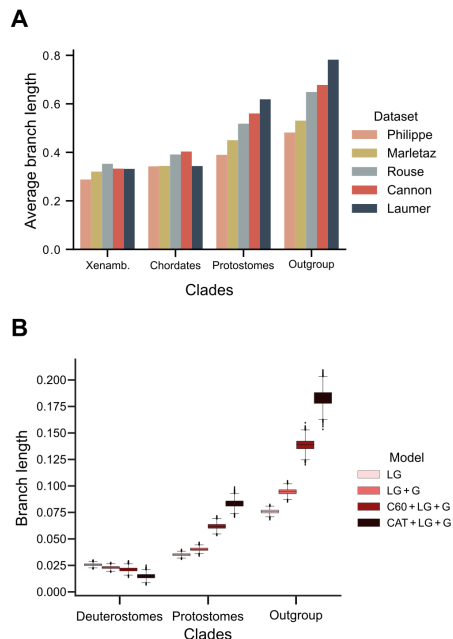 A
Average branch length
0.8
0.6
0.4
0.2
0.0
Xenamb.
Chordates
Protostomes
Outgroup
Clades
Dataset
Philippe
Marletaz
Rouse
Cannon
Laumer
B
Branch length
0.200
0.175
0.150
0.125
0.100
0.075
0.050
0.025
0.000
Deuterostomes
Protostomes
Outgroup
Clades
Model
LG
LG+G
C60+LG+G
CAT+LG+G